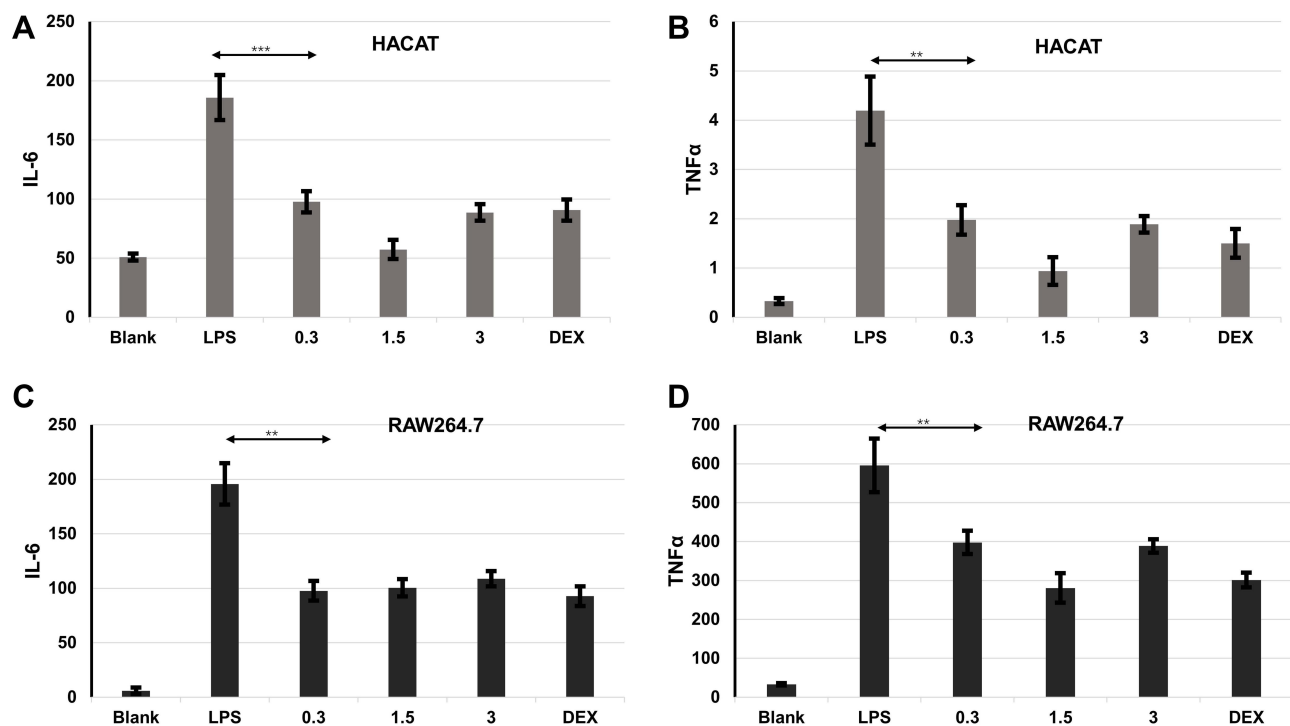 A
HACAT
IL-6
250
200
150
100
50
0
***
Blank LPS 0.3 1.5 3 DEX
B
HACAT
TNFα
6
5
4
3
2
1
0
**
Blank LPS 0.3 1.5 3 DEX
C
RAW264.7
IL-6
250
200
150
100
50
0
**
Blank LPS 0.3 1.5 3 DEX
D
RAW264.7
TNFα
700
600
500
400
300
200
100
0
**
Blank LPS 0.3 1.5 3 DEX